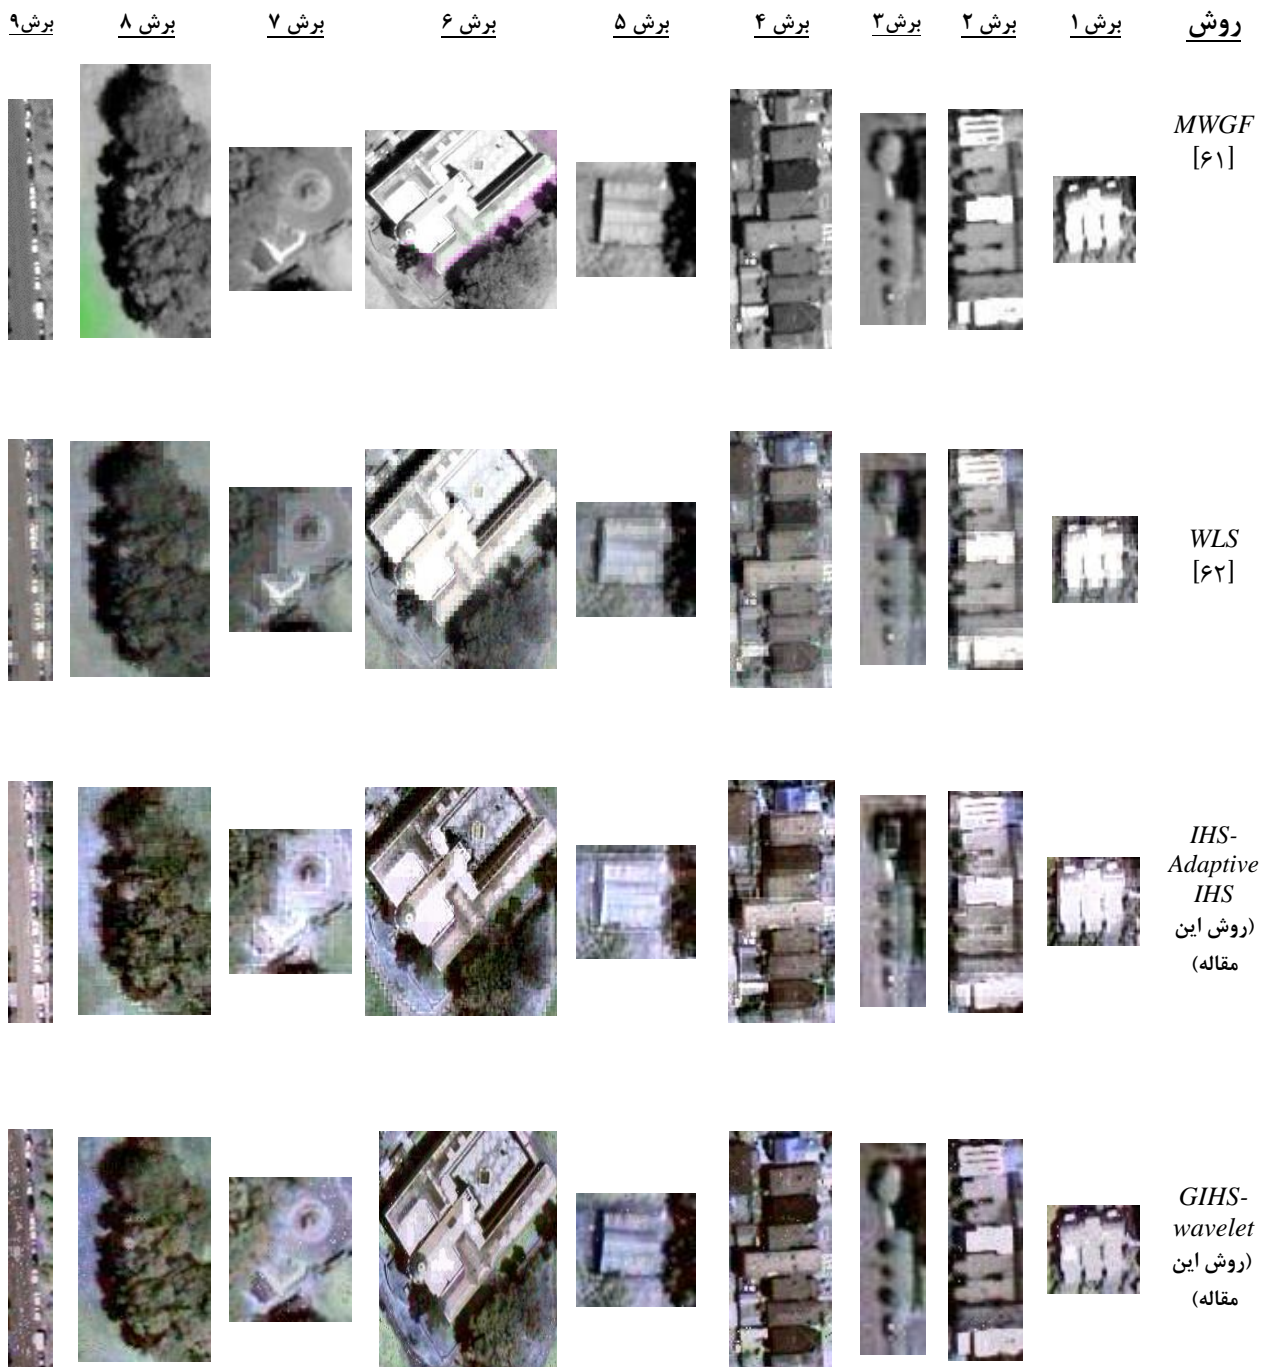 روش برش ۱ برش ۲ برش۳ برش ۴ برش ۵ برش ۶ برش ۷ برش ۸ برش۹
MWGF
[۶۱]
WLS
[۶۲]
IHS-
Adaptive
IHS
(روش این
مقاله)
GIHS-
wavelet
(روش این
مقاله)